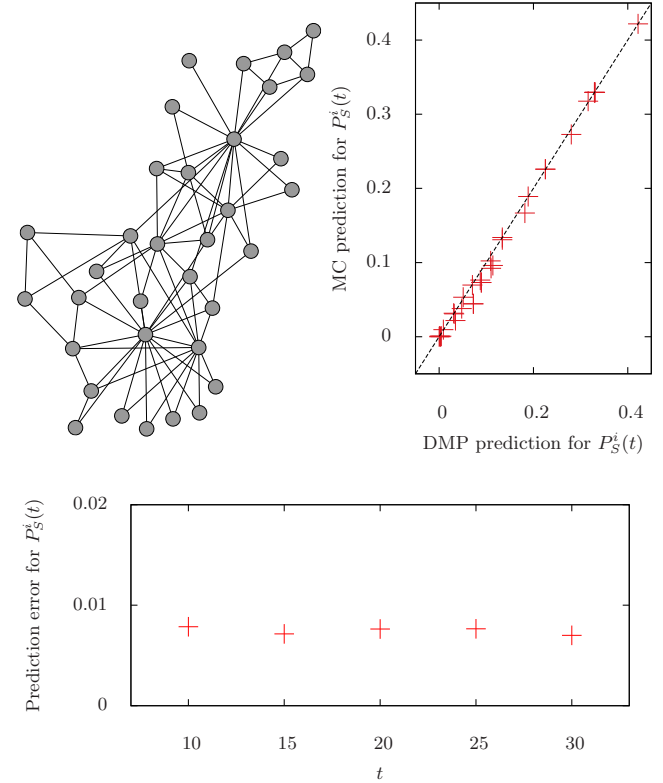 0.4
0.3
0.2
0.1
0
MC prediction for $P_S^i(t)$
0 0.2 0.4
DMP prediction for $P_S^i(t)$
0.02
0.01
0
Prediction error for $P_S^i(t)$
10 15 20 25 30
t